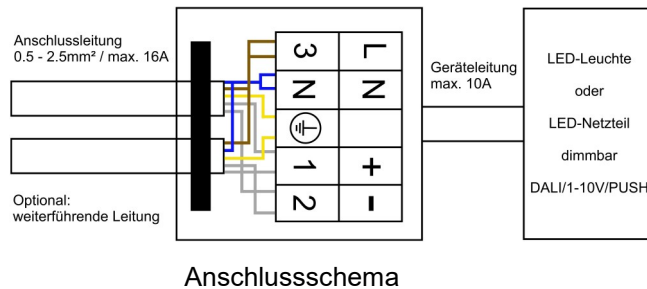 Anschlussleitung
0.5 - 2.5mm² / max. 16A
Optional:
weiterführende Leitung
3 L
N N
1 +
2 -
Geräteleitung
max. 10A
LED-Leuchte
oder
LED-Netzteil
dimmbar
DALI/1-10V/PUSH
Anschlussschema